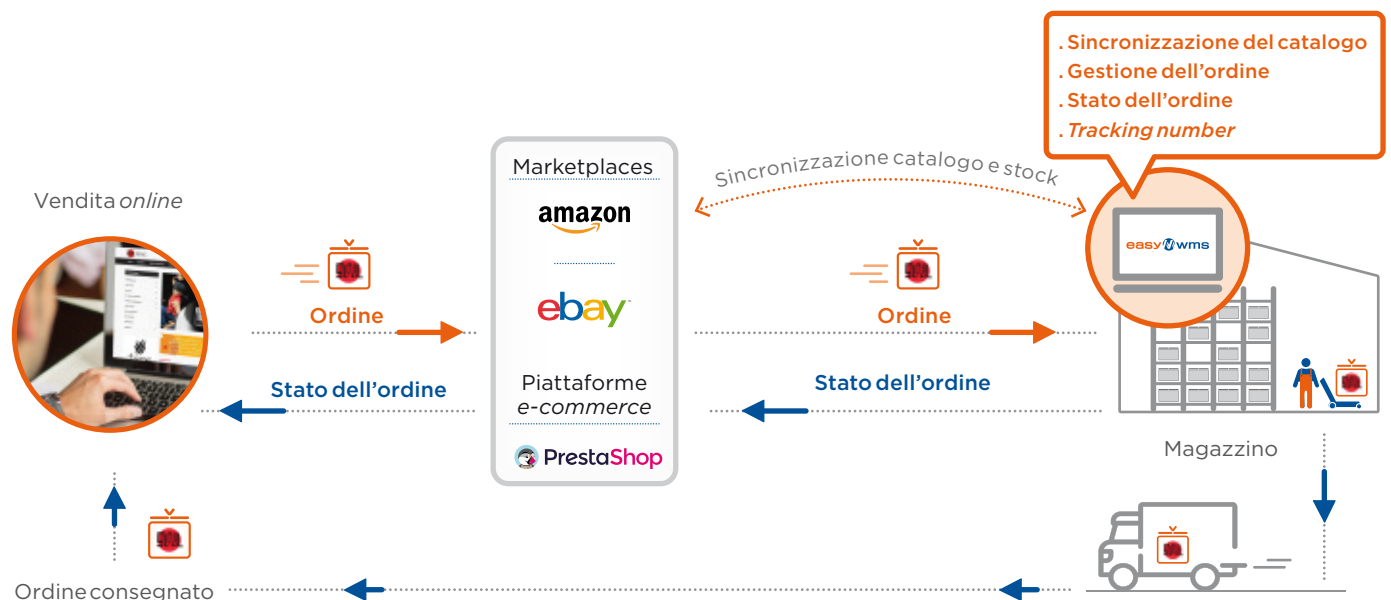 . Sincronizzazione del catalogo
. Gestione dell'ordine
. Stato dell'ordine
. Tracking number
Vendita online
Marketplaces
amazon
ebay
Piattaforme
e-commerce
PrestaShop
Sincronizzazione catalogo e stock
easy wms
Ordine
Stato dell'ordine
Ordine
Stato dell'ordine
Magazzino
Ordine consegnato